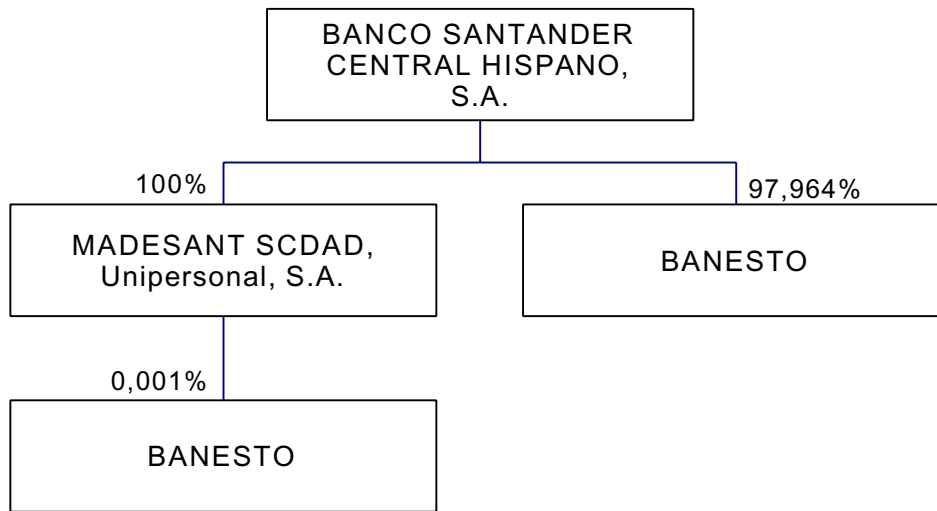 BANCO SANTANDER
CENTRAL HISPANO,
S.A.
100%
97,964%
MADESANT SCDAD,
Unipersonal, S.A.
BANESTO
0,001%
BANESTO